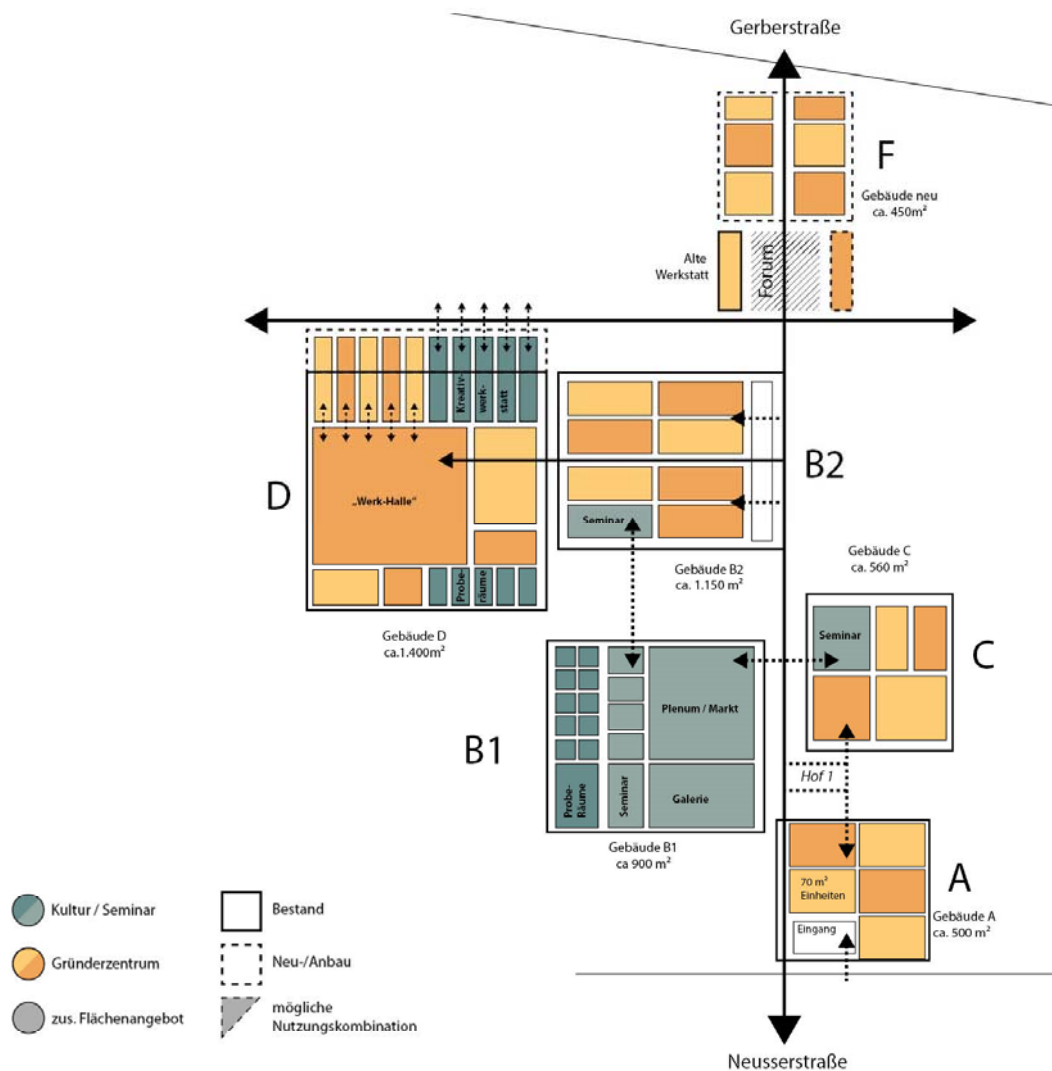 Gerberstraße
F
Gebäude neu
ca. 450m²
Alte
Werkstatt
Forum
Kreativ-
werk-
statt
B2
D
„Werk-Halle“
Seminar
Probe-
räume
Gebäude B2
ca. 1.150 m²
Gebäude C
ca. 560 m²
Gebäude D
ca.1.400m²
Seminar
C
Plenum / Markt
B1
Hof 1
Probe-
Räume
Seminar
Galerie
Gebäude B1
ca 900 m²
A
70 m²
Einheiten
Gebäude A
ca. 500 m²
Eingang
Kultur / Seminar
Bestand
Gründerzentrum
Neu-/Anbau
zus. Flächenangebot
mögliche
Nutzungskombination
Neusserstraße